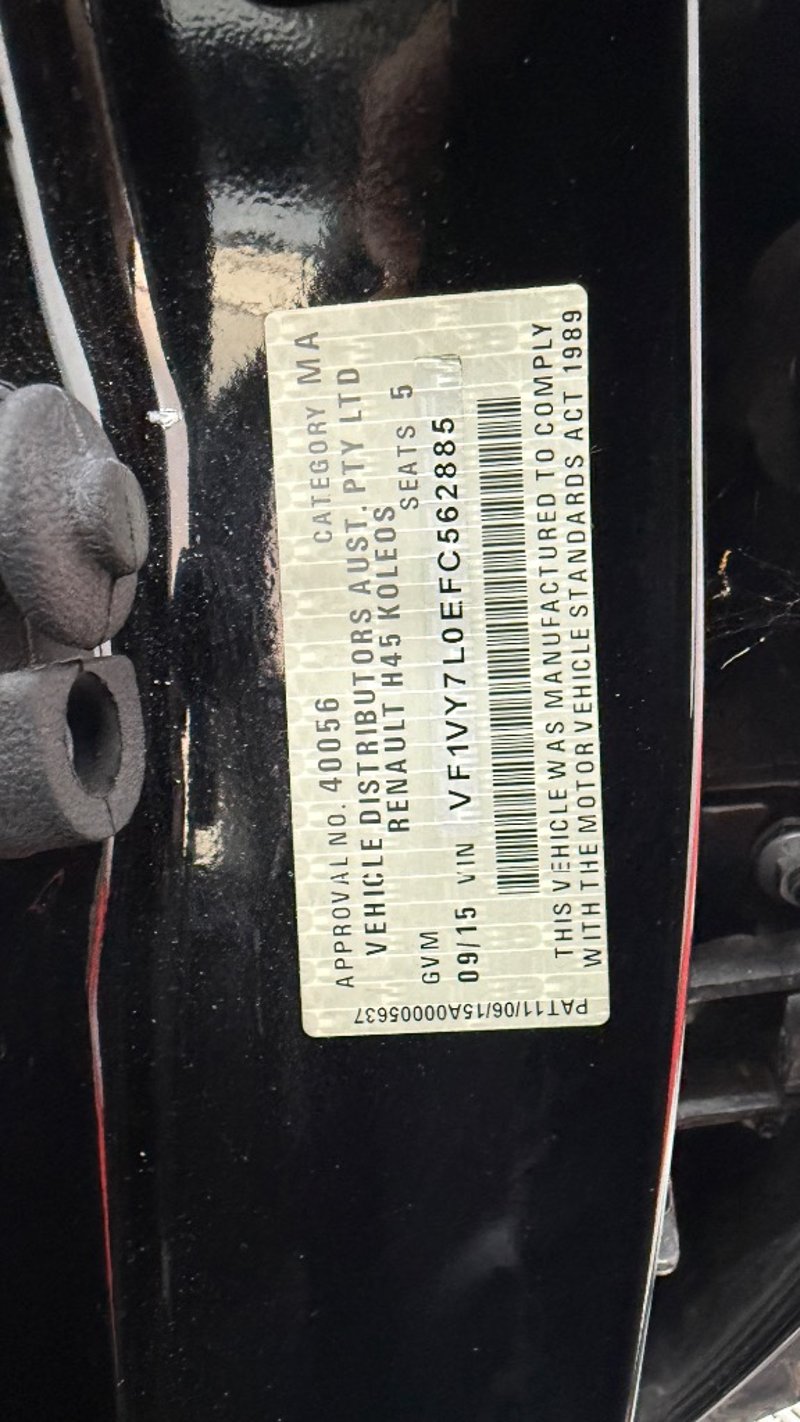 APPROVAL NO. 40056 CATEGORY MA
VEHICLE DISTRIBUTORS AUST. PTY LTD
RENAULT H45 KOLEOS
GVM SEATS 5
09/15 VIN VF1VY7L0EFC562885
THIS VEHICLE WAS MANUFACTURED TO COMPLY
WITH THE MOTOR VEHICLE STANDARDS ACT 1989
PAT11/06/15A00005637